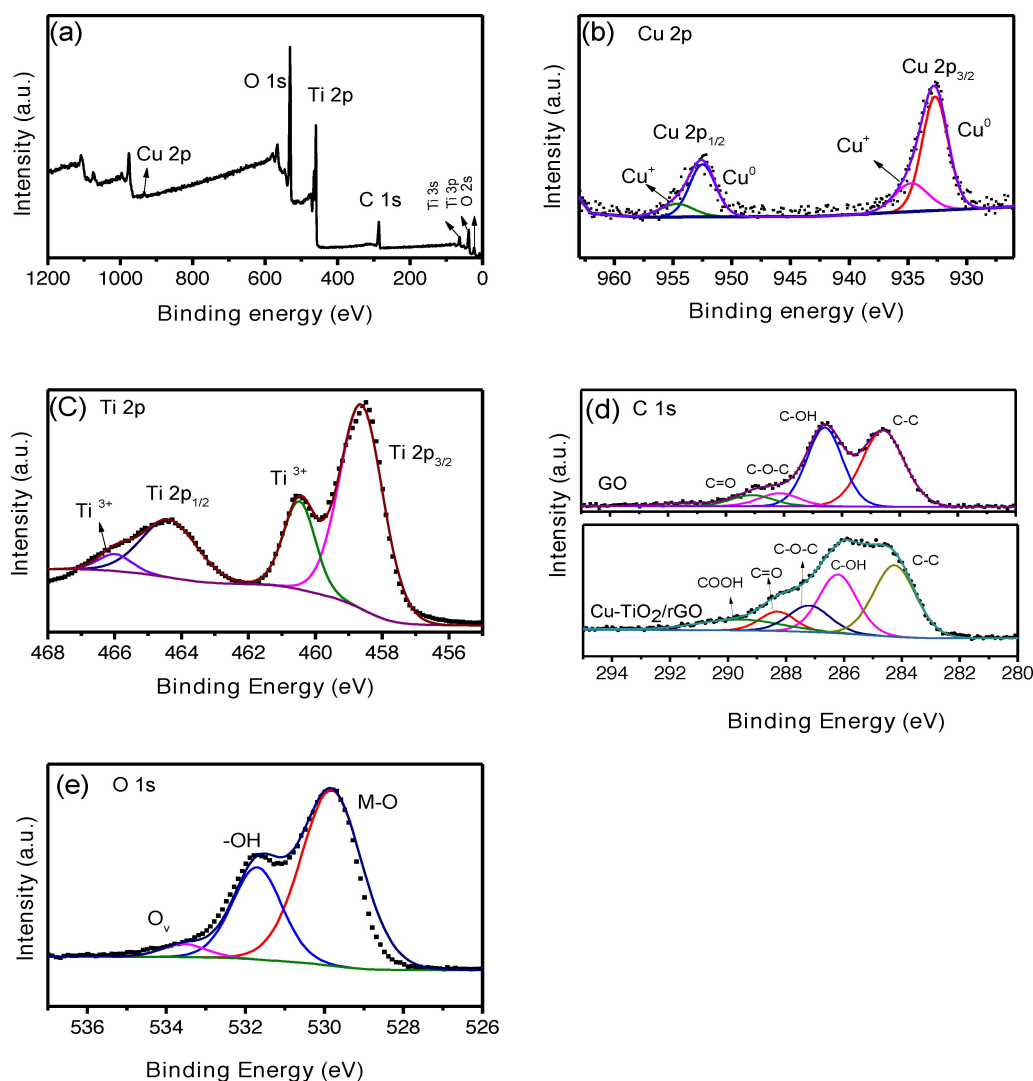 (a)
O 1s
Ti 2p
Cu 2p
C 1s
Ti 3s
Ti 3p
O 2s
Intensity (a.u.)
1200 1000 800 600 400 200 0
Binding energy (eV)
(b) Cu 2p
Cu 2p3/2
Cu 2p1/2
Cu+
Cu0
Cu+
Cu0
Intensity (a.u.)
960 955 950 945 940 935 930
Binding energy (eV)
(C) Ti 2p
Ti 2p3/2
Ti 3+
Ti 2p1/2
Ti 3+
Intensity (a.u.)
468 466 464 462 460 458 456
Binding Energy (eV)
(d) C 1s
C-OH
C-C
C-O-C
C=O
GO
C-O-C
C-C
C-OH
C=O
COOH
Cu-TiO2/rGO
Intensity (a.u.)
294 292 290 288 286 284 282 280
Binding Energy (eV)
(e) O 1s
M-O
-OH
Ov
Intensity (a.u.)
536 534 532 530 528 526
Binding Energy (eV)